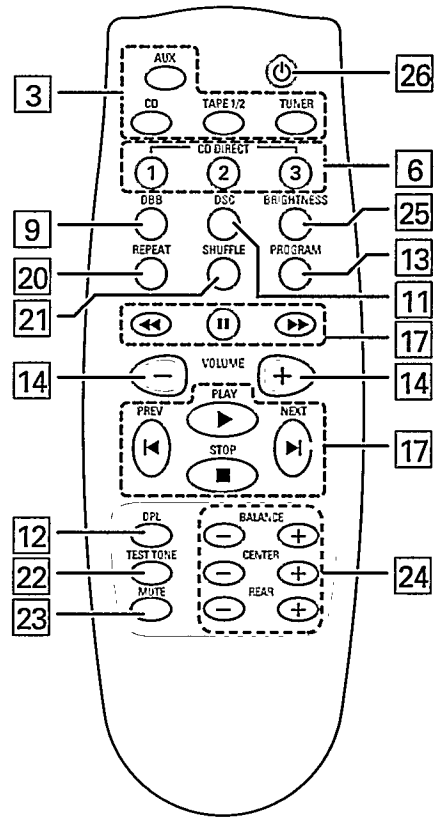 AUX
26
3
CD TAPE 1/2 TUNER
CD DIRECT
1 2 3
6
DBB DSC BRIGHTNESS
9
25
REPEAT SHUFFLE PROGRAM
20
13
21
11
17
14
VOLUME
14
PLAY
PREV NEXT
17
STOP
12
DPL BALANCE
22
TEST TONE CENTER
24
23
MUTE REAR